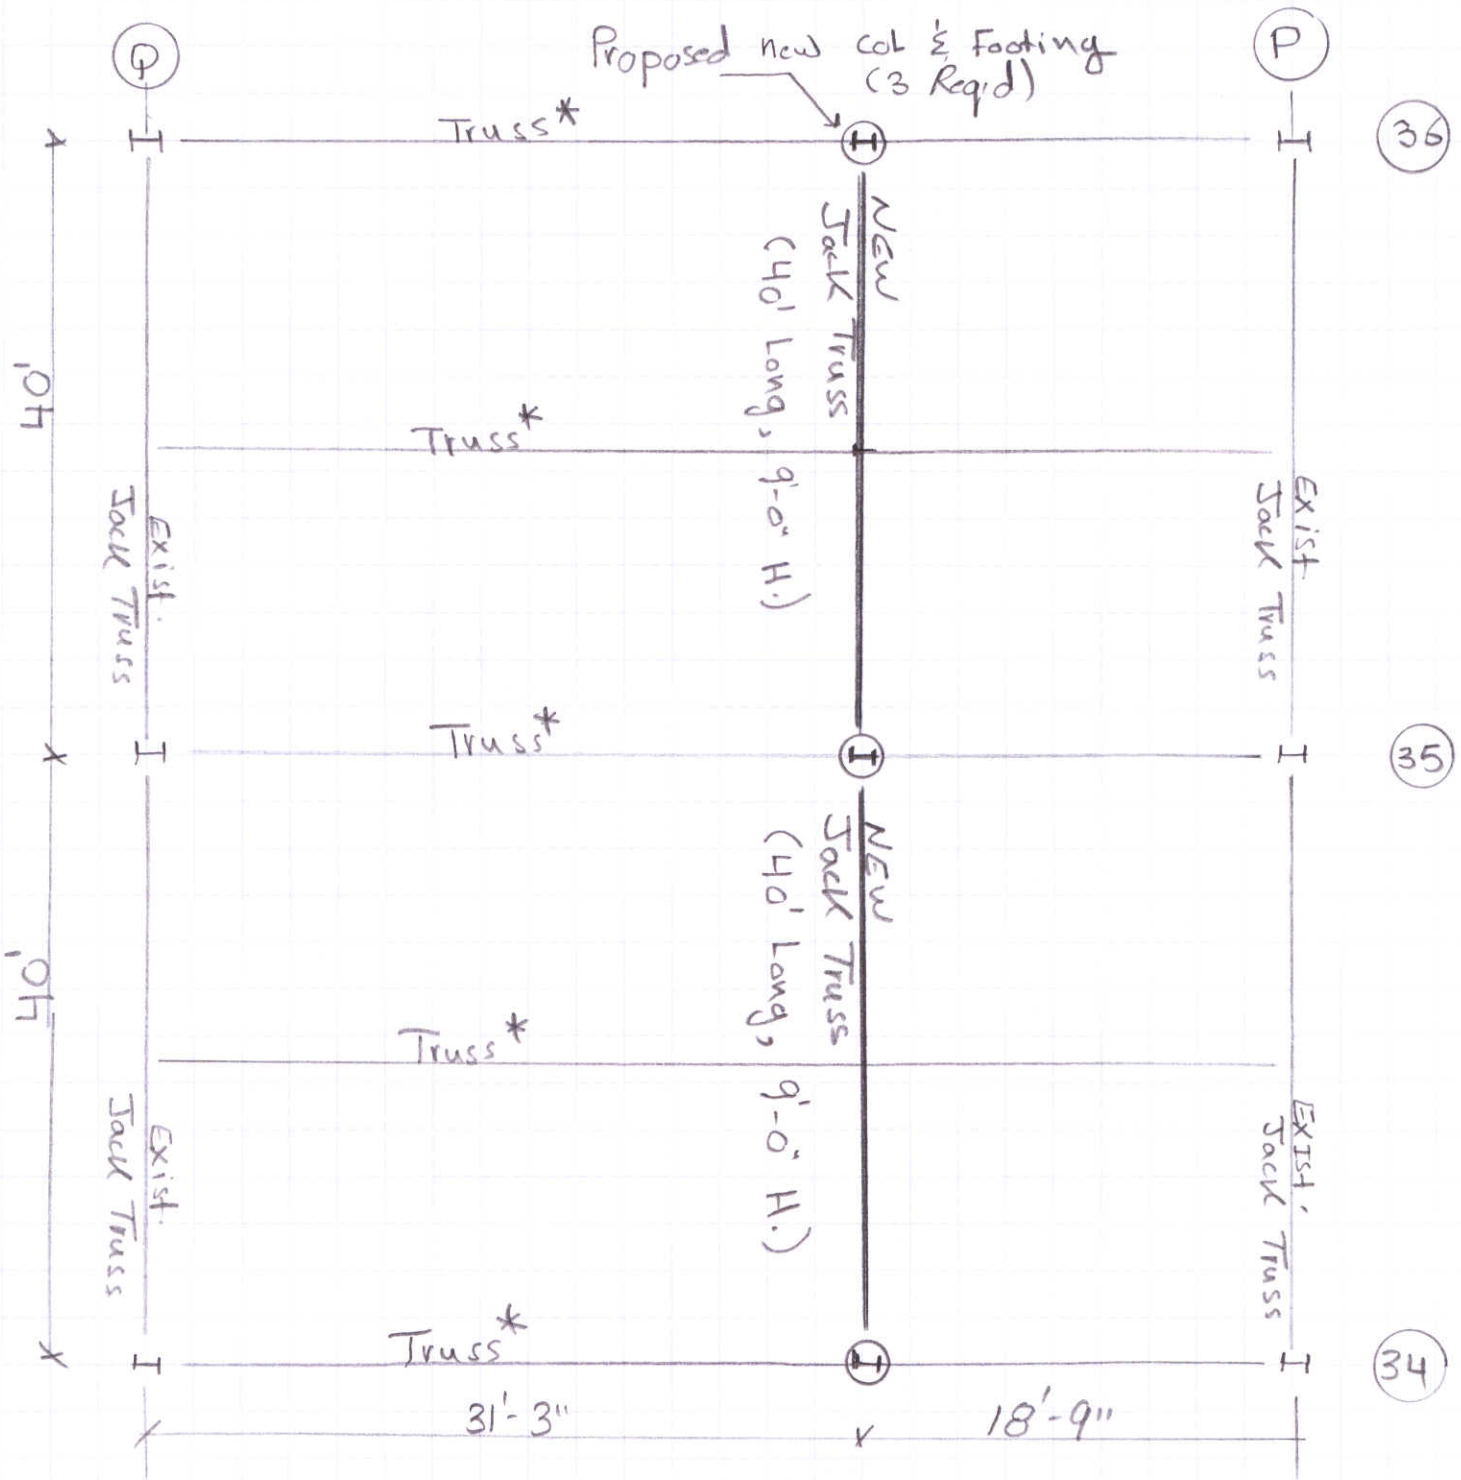 Q
Proposed new col & Footing
(3 Req'd)
P
Truss*
36
NEW
Jack Truss
(40' Long, 9'-0" H.)
40'
Truss*
Exist.
Jack Truss
Exist.
Jack Truss
Truss*
35
NEW
Jack Truss
(40' Long, 9'-0" H.)
40'
Truss*
Exist.
Jack Truss
Exist.
Jack Truss
Truss*
34
31'-3"
18'-9"